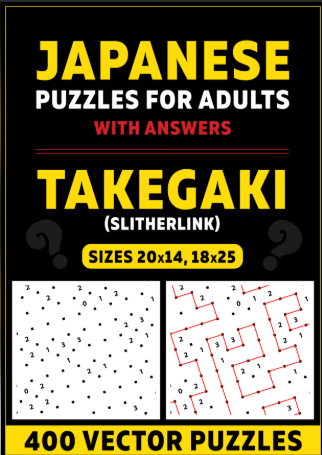 JAPANESE
PUZZLES FOR ADULTS
WITH ANSWERS
TAKEGAKI
(SLITHERLINK)
? ?
SIZES 20x14, 18x25
400 VECTOR PUZZLES